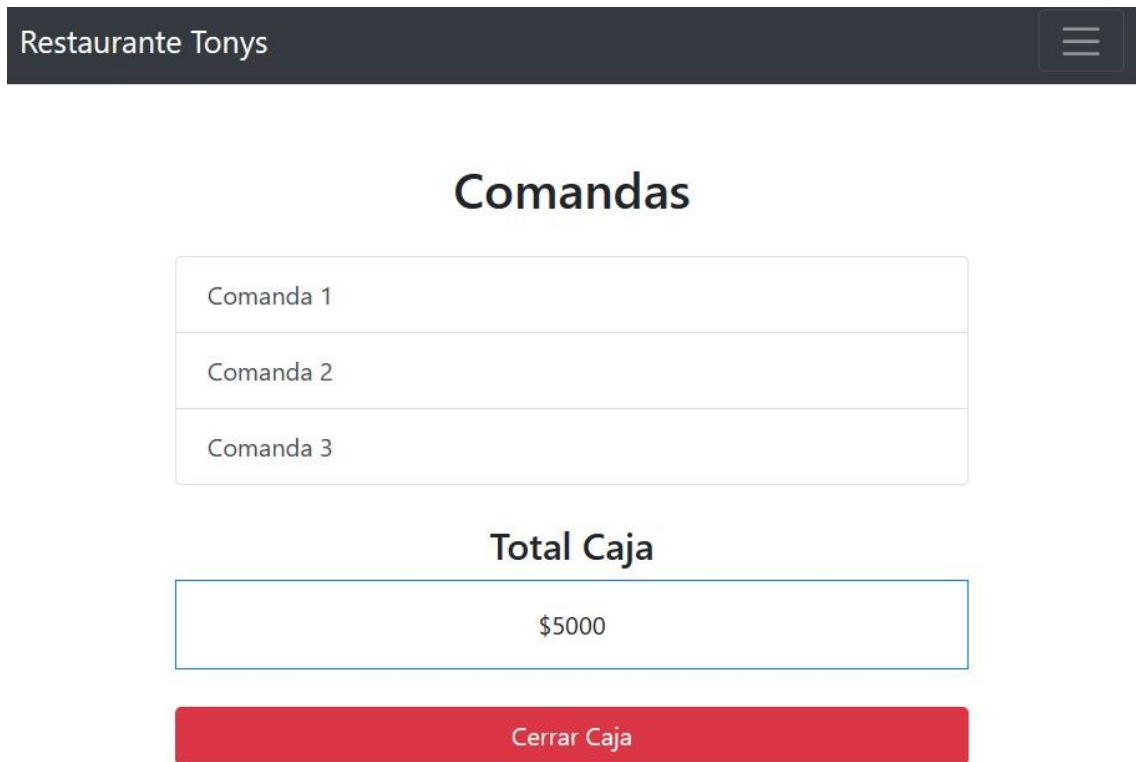 Restaurante Tonys
Comandas
Comanda 1
Comanda 2
Comanda 3
Total Caja
$5000
Cerrar Caja